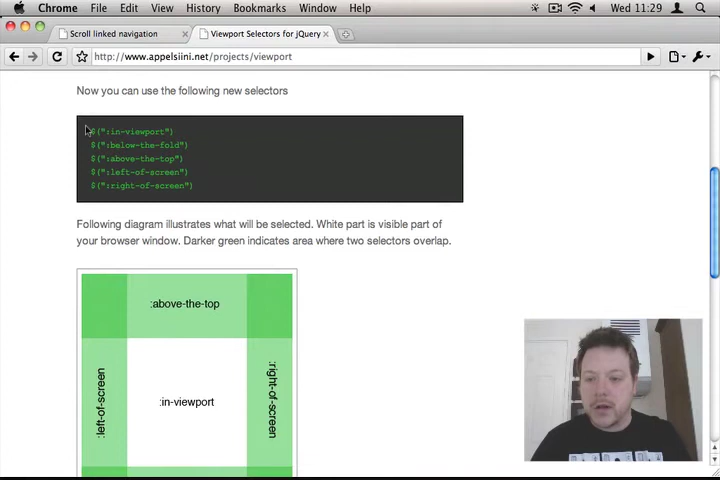 Chrome File Edit View History Bookmarks Window Help Wed 11:29
Scroll linked navigation Viewport Selectors for jQuery
http://www.appelsiini.net/projects/viewport
Now you can use the following new selectors
$(":in-viewport")
$(":below-the-fold")
$(":above-the-top")
$(":left-of-screen")
$(":right-of-screen")
Following diagram illustrates what will be selected. White part is visible part of
your browser window. Darker green indicates area where two selectors overlap.
:above-the-top
:left-of-screen
:in-viewport
:right-of-screen